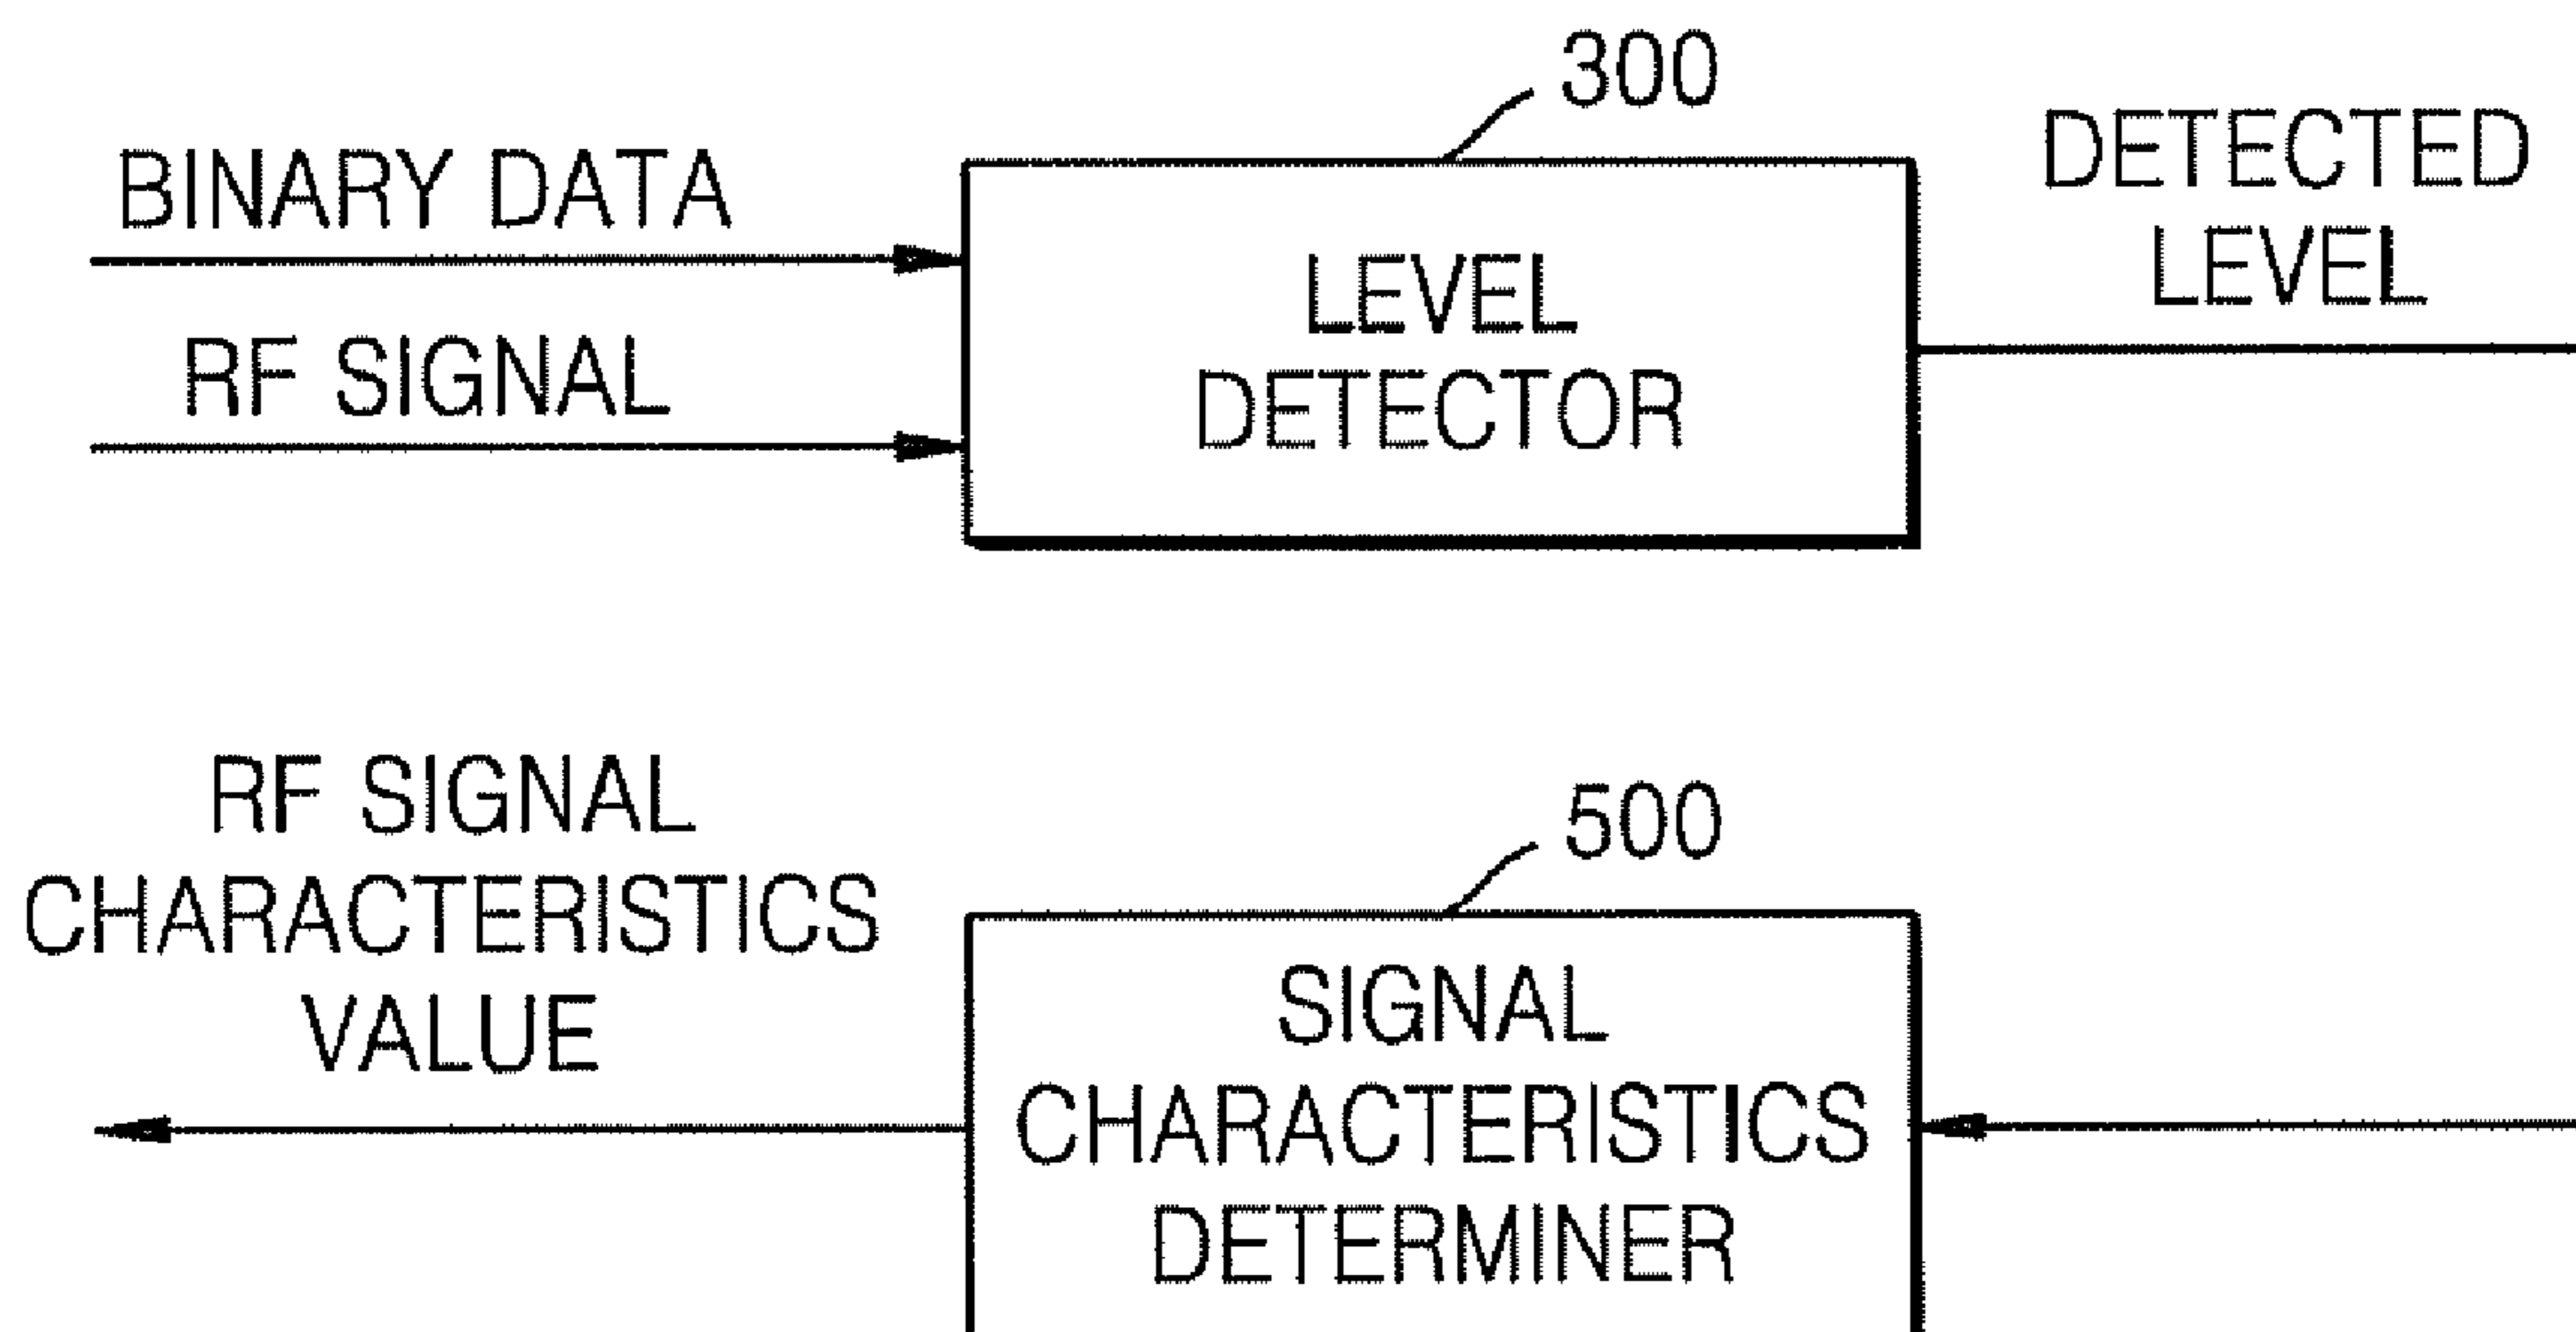 300
BINARY DATA
RF SIGNAL
LEVEL
DETECTOR
DETECTED
LEVEL
RF SIGNAL
CHARACTERISTICS
VALUE
500
SIGNAL
CHARACTERISTICS
DETERMINER